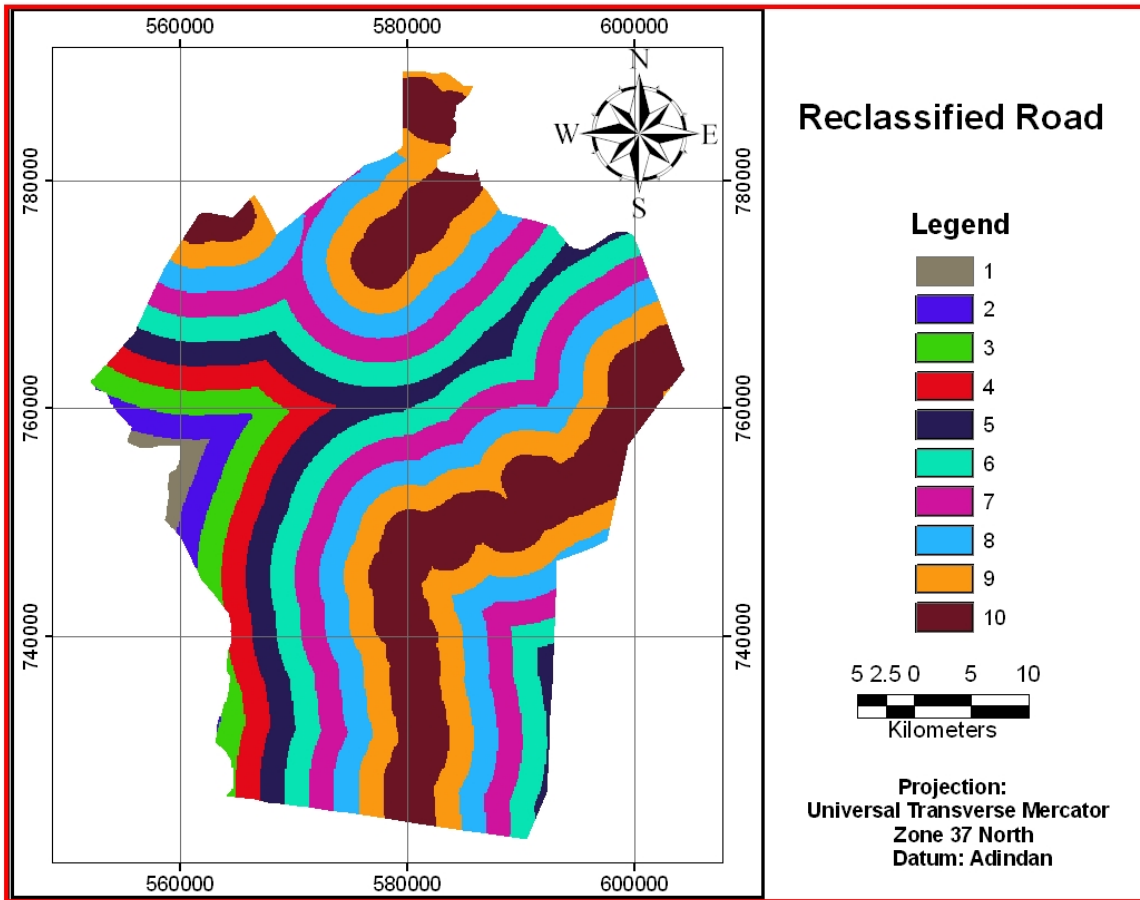 560000 580000 600000
N
W E
S
780000 780000
760000 760000
740000 740000
560000 580000 600000
Reclassified Road
Legend
1
2
3
4
5
6
7
8
9
10
5 2.5 0 5 10
Kilometers
Projection:
Universal Transverse Mercator
Zone 37 North
Datum: Adindan